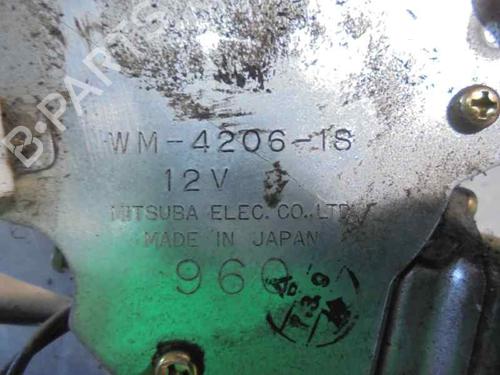 B-PARTS
WM-4206-1S
12V
MITSUBA ELEC. CO., LTD.
MADE IN JAPAN
960